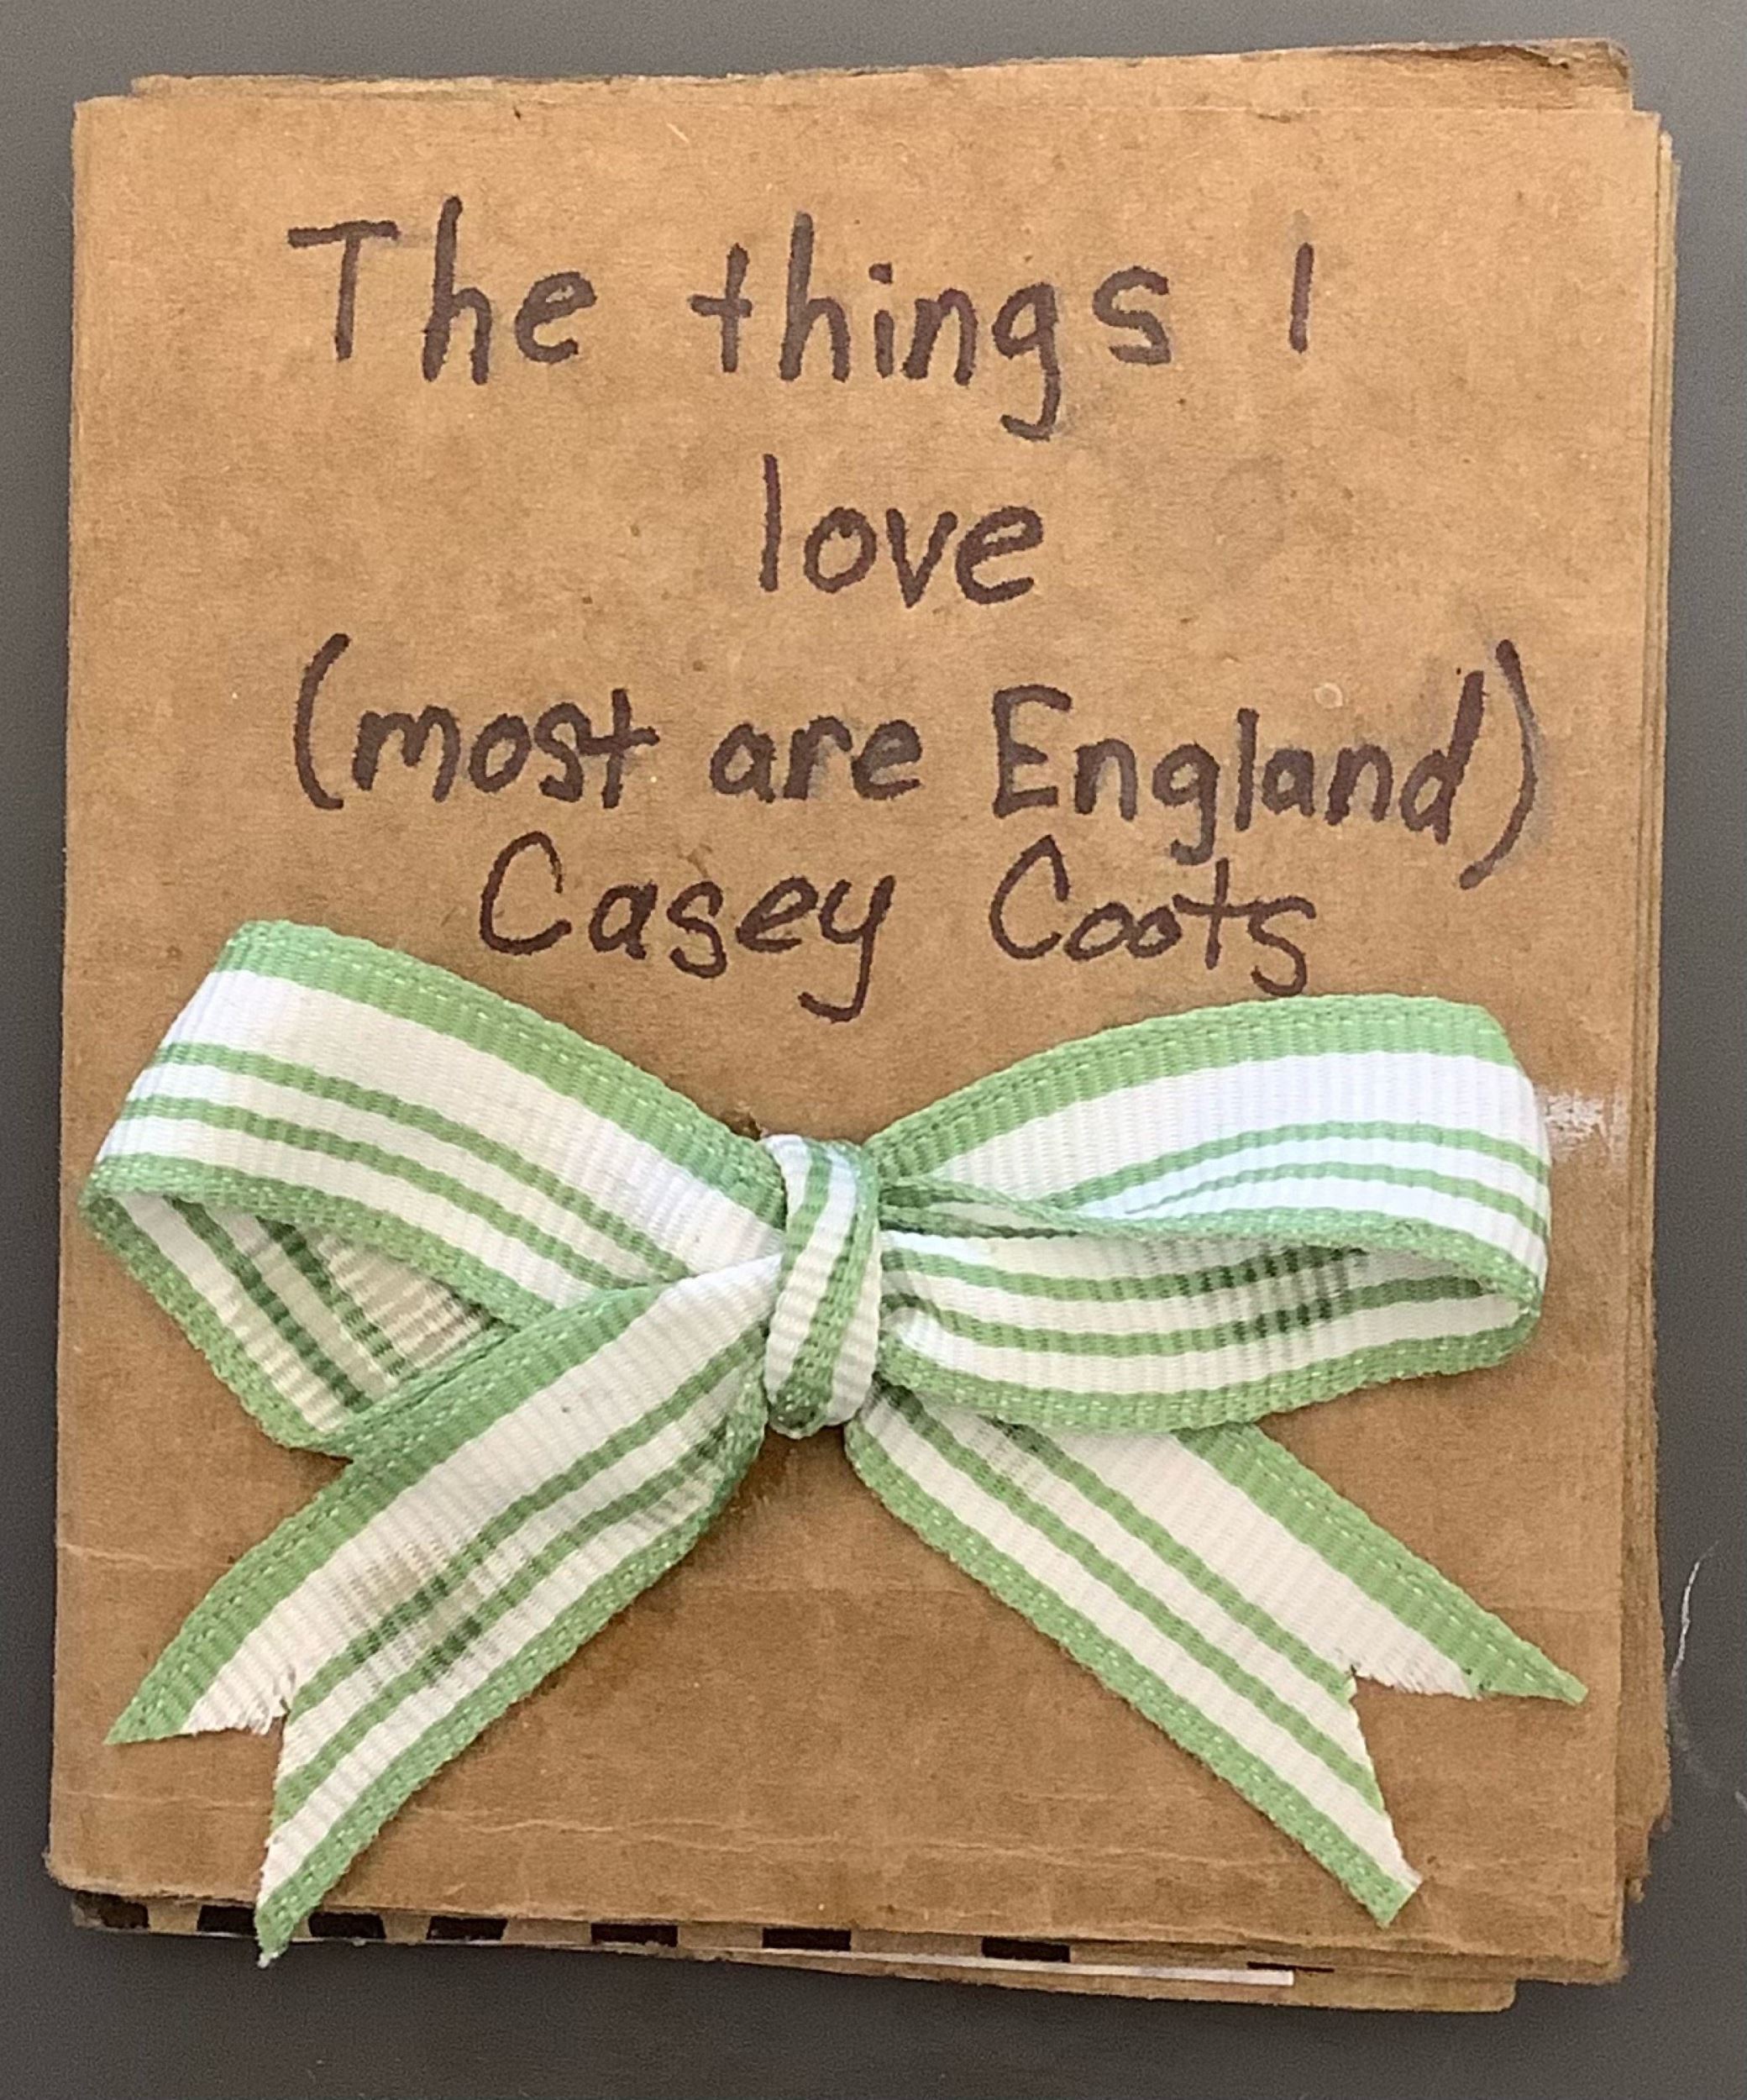 The things I
love
(most are England)
Casey Coots